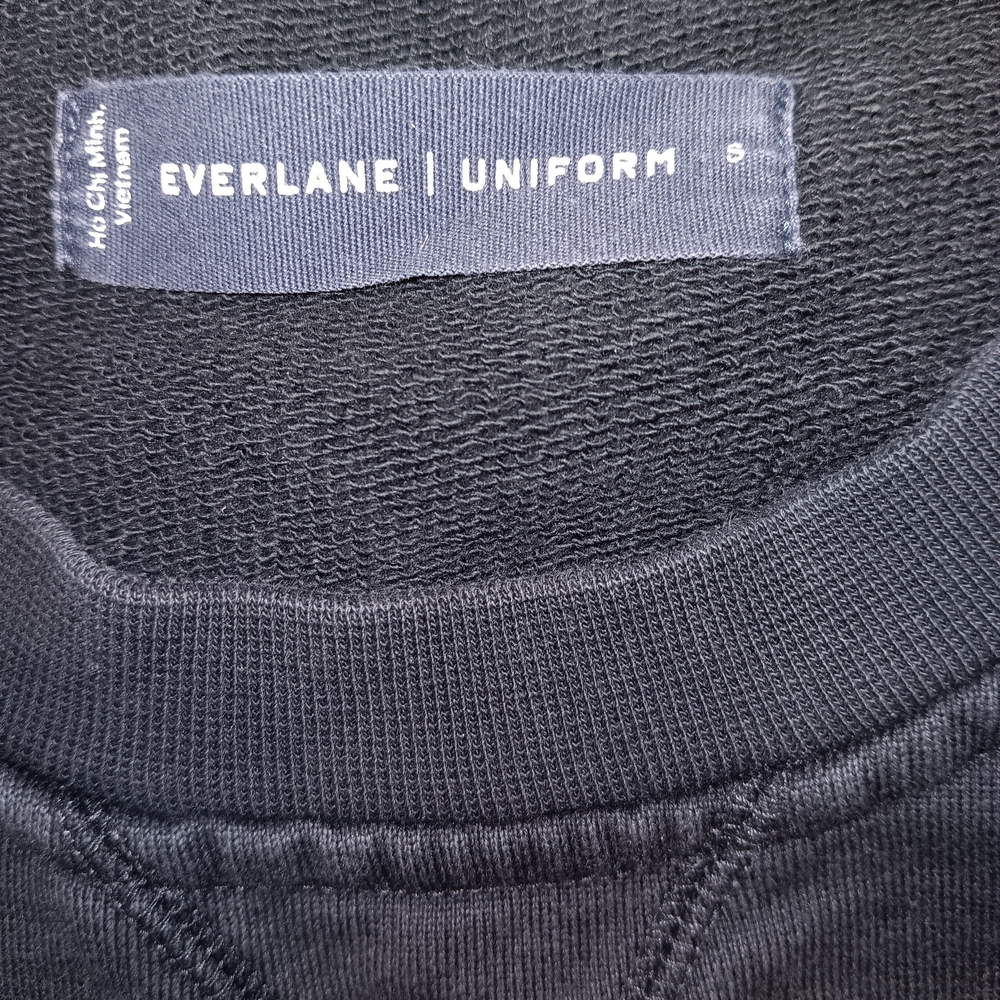 Ho Chi Minh,
Vietnam
EVERLANE | UNIFORM
S